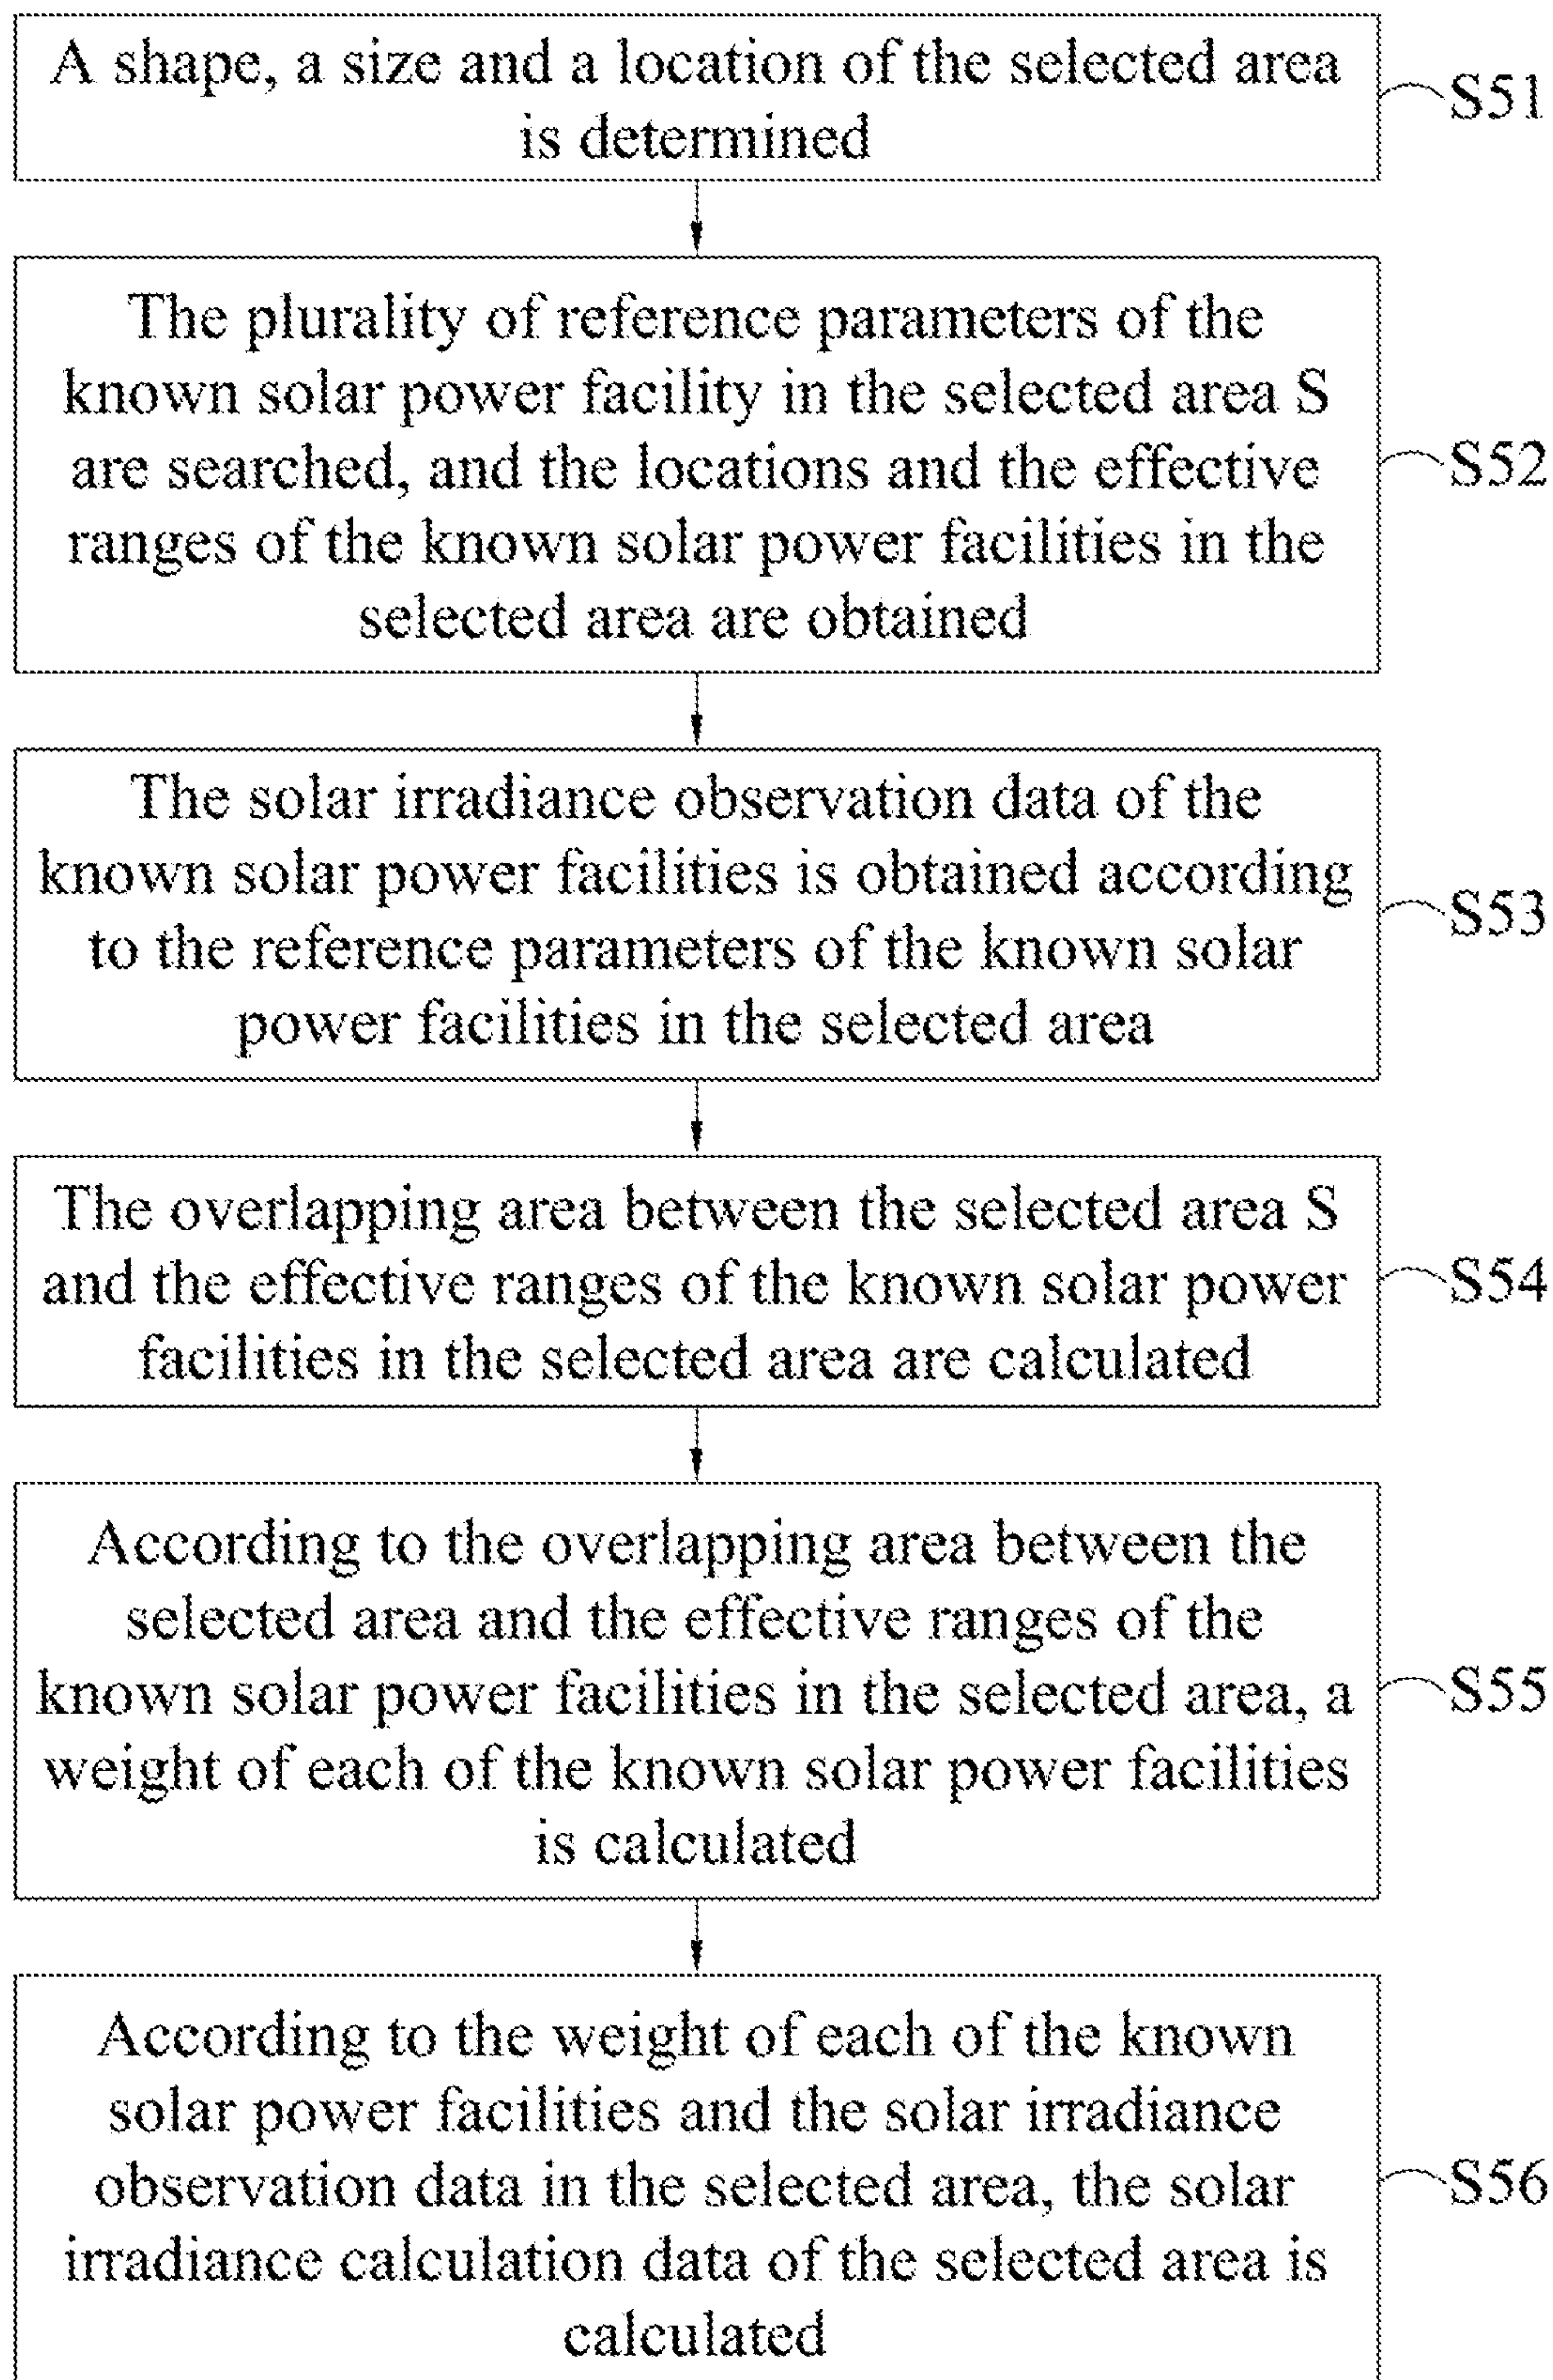 A shape, a size and a location of the selected area
is determined
S51
The plurality of reference parameters of the
known solar power facility in the selected area S
are searched, and the locations and the effective
ranges of the known solar power facilities in the
selected area are obtained
S52
The solar irradiance observation data of the
known solar power facilities is obtained according
to the reference parameters of the known solar
power facilities in the selected area
S53
The overlapping area between the selected area S
and the effective ranges of the known solar power
facilities in the selected area are calculated
S54
According to the overlapping area between the
selected area and the effective ranges of the
known solar power facilities in the selected area, a
weight of each of the known solar power facilities
is calculated
S55
According to the weight of each of the known
solar power facilities and the solar irradiance
observation data in the selected area, the solar
irradiance calculation data of the selected area is
calculated
S56